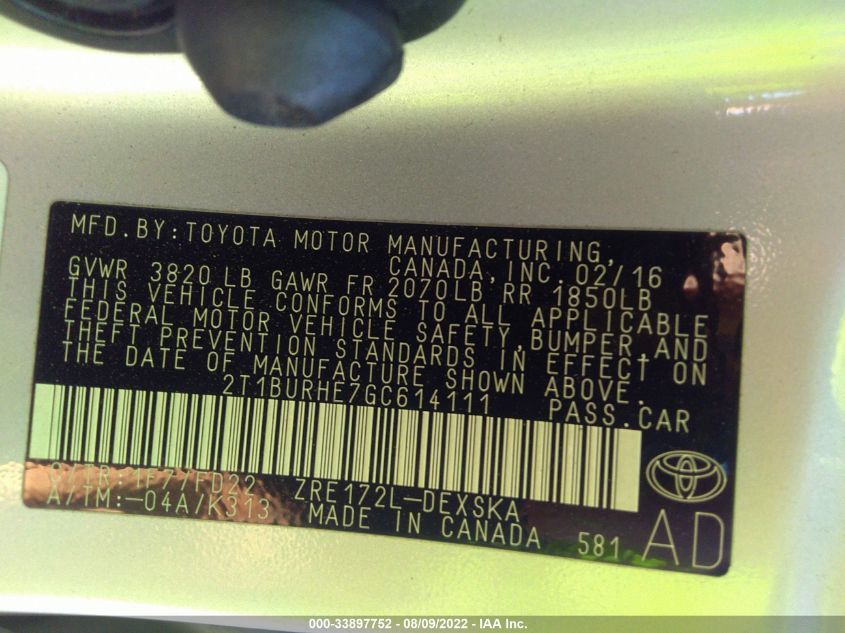 MFD.BY:TOYOTA MOTOR MANUFACTURING,
CANADA,INC. 02/16
GVWR 3820 LB GAWR FR 2070LB RR 1850LB
THIS VEHICLE CONFORMS TO ALL APPLICABLE
FEDERAL MOTOR VEHICLE SAFETY,BUMPER,AND
THEFT PREVENTION STANDARDS IN EFFECT ON
THE DATE OF MANUFACTURE SHOWN ABOVE.
2T1BURHE7GC614111 PASS.CAR
C/TR:1F7/FD22 ZRE172L-DEXSKA
A/TM:-04A/K313 MADE IN CANADA 581 AD
000-33897752 - 08/09/2022 - IAA Inc.